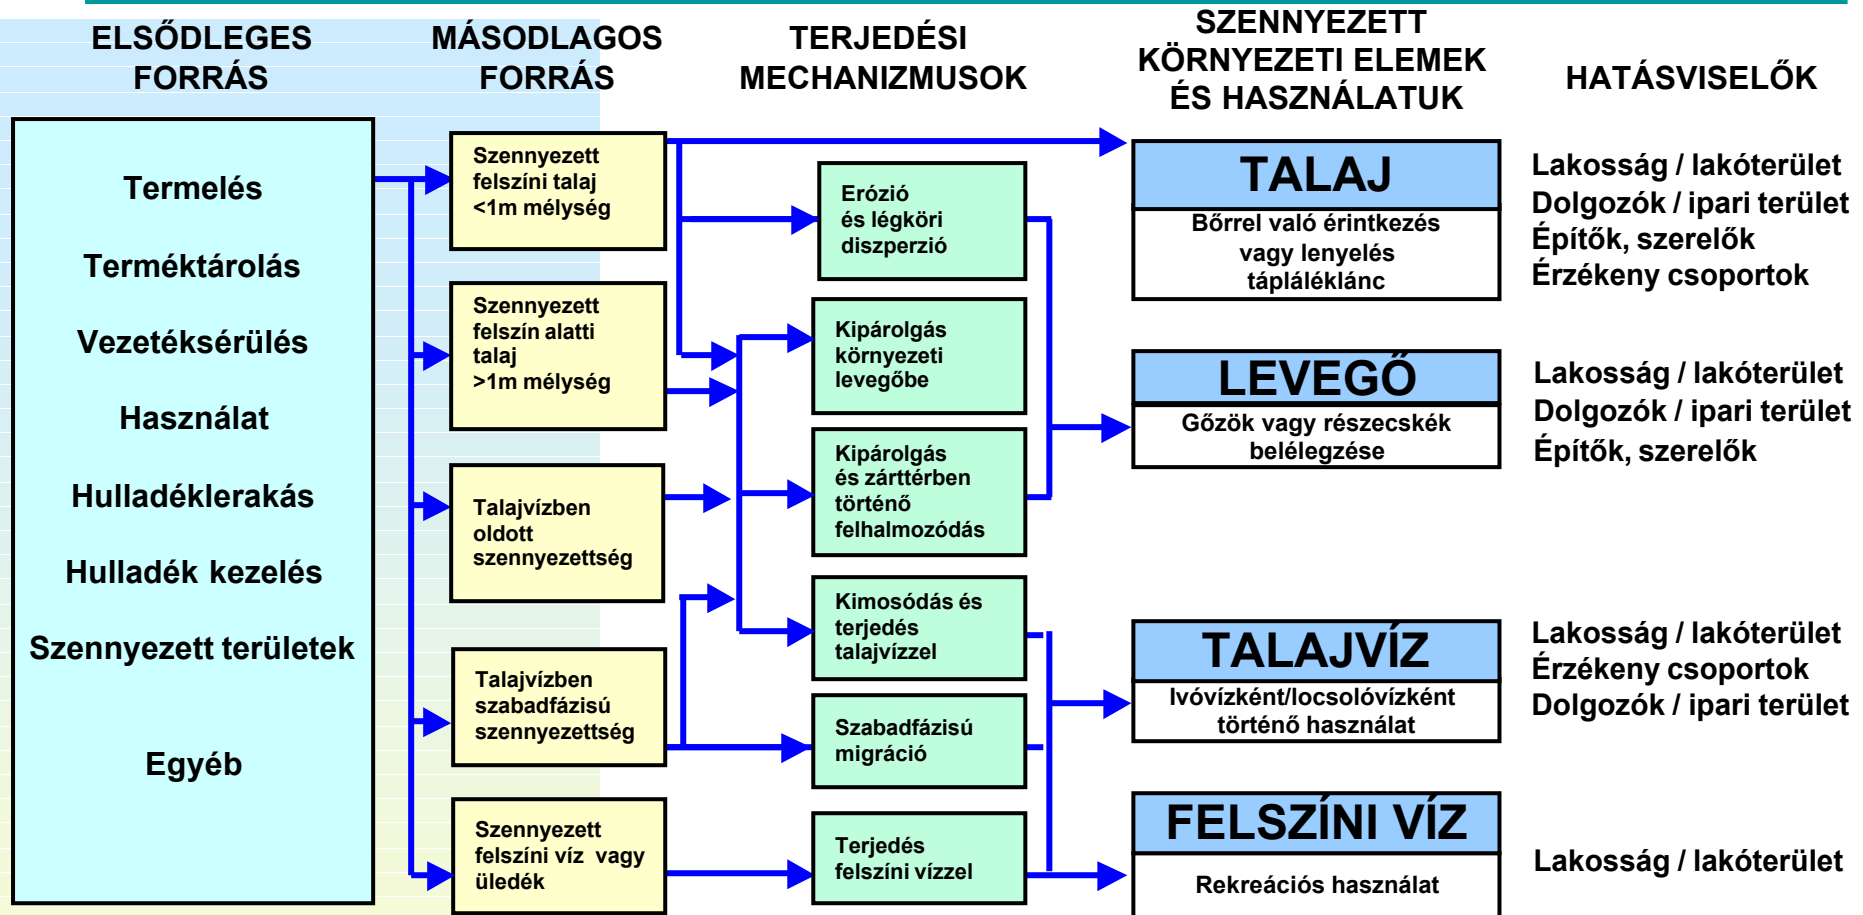 ELSŐDLEGES
FORRÁS
MÁSODLAGOS
FORRÁS
TERJEDÉSI
MECHANIZMUSOK
SZENNYEZETT
KÖRNYEZETI ELEMEK
ÉS HASZNÁLATUK
HATÁSVISELŐK
Termelés
Terméktárolás
Vezetéksérülés
Használat
Hulladéklerakás
Hulladék kezelés
Szennyezett területek
Egyéb
Szennyezett
felszíni talaj
<1m mélység
Szennyezett
felszín alatti
talaj
>1m mélység
Talajvízben
oldott
szennyezettség
Talajvízben
szabadfázisú
szennyezettség
Szennyezett
felszíni víz vagy
üledék
Erózió
és légköri
diszperzió
Kipárolgás
környezeti
levegőbe
Kipárolgás
és zárttérben
történő
felhalmozódás
Kimosódás és
terjedés
talajvízzel
Szabadfázisú
migráció
Terjedés
felszíni vízzel
TALAJ
Bőrrel való érintkezés
vagy lenyelés
tápláléklánc
LEVEGŐ
Gőzök vagy részecskék
belélegzése
TALAJVÍZ
Ivóvízként/locsolóvízként
történő használat
FELSZÍNI VÍZ
Rekreációs használat
Lakosság / lakóterület
Dolgozók / ipari terület
Építők, szerelők
Érzékeny csoportok
Lakosság / lakóterület
Dolgozók / ipari terület
Építők, szerelők
Lakosság / lakóterület
Érzékeny csoportok
Dolgozók / ipari terület
Lakosság / lakóterület